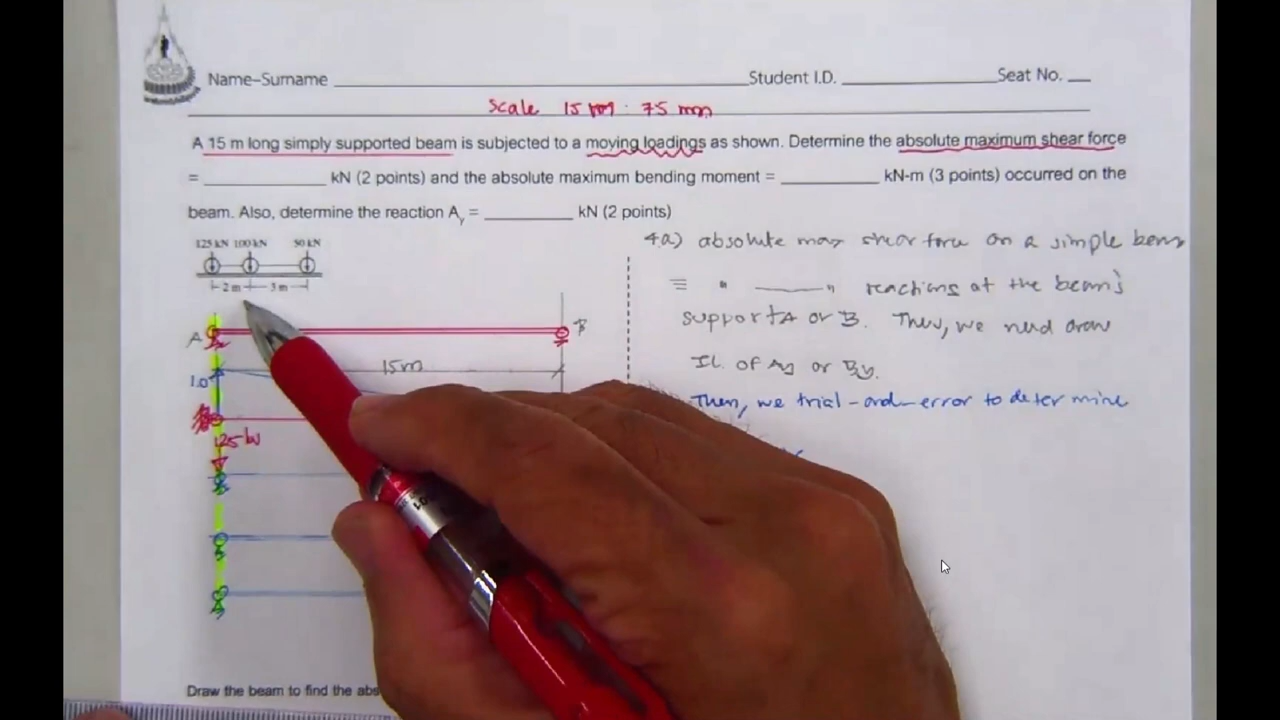 Name–Surname Student I.D. Seat No.
Scale 15 m : 75 mm
A 15 m long simply supported beam is subjected to a moving loadings as shown. Determine the absolute maximum shear force
= kN (2 points) and the absolute maximum bending moment = kN-m (3 points) occurred on the
beam. Also, determine the reaction Ay = kN (2 points)
125 kN 100 kN 50 kN
2 m 3 m
A B
15m
1.0
125 kN
4a) absolute max shear force on a simple beam
≡ " ——— " reactions at the beam's
support A or B. Then, we need draw
IL. of Ay or By.
Then, we trial-and-error to determine
Draw the beam to find the abs